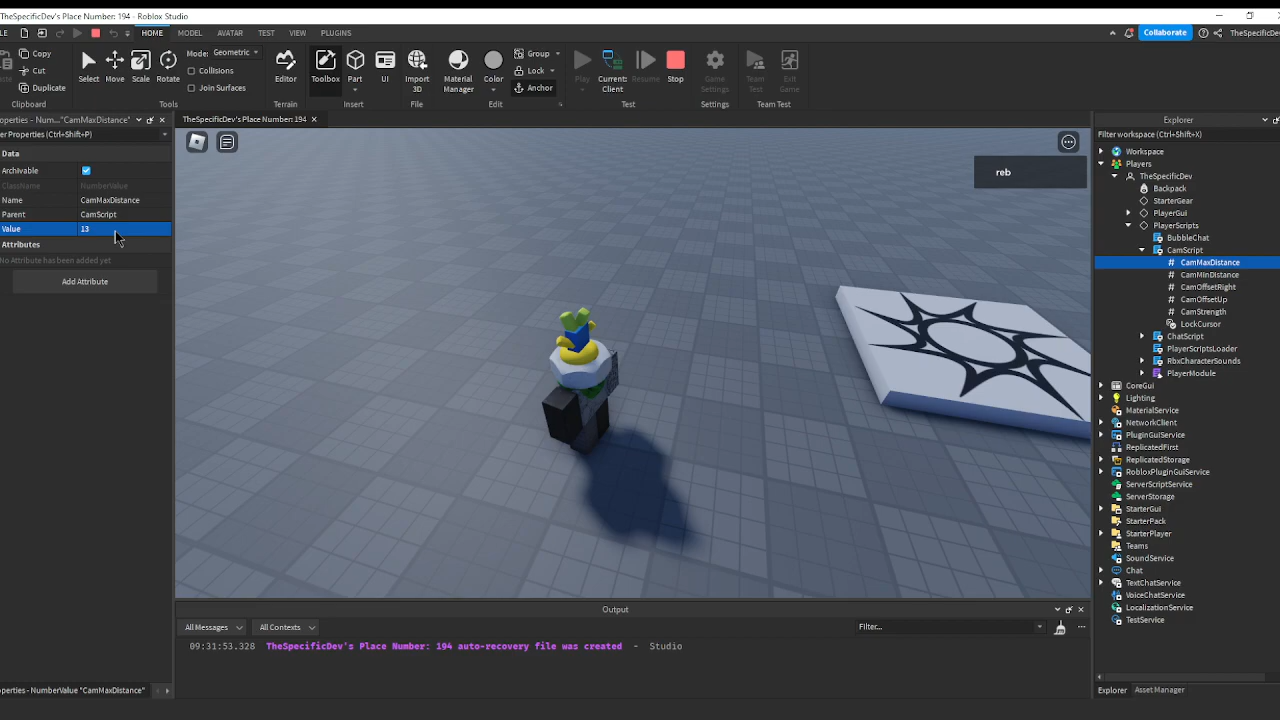 TheSpecificDev's Place Number: 194 - Roblox Studio
LE HOME MODEL AVATAR TEST VIEW PLUGINS Collaborate TheSpecificDev
Copy
Cut
Duplicate
Clipboard
Select Move Scale Rotate
Mode: Geometric
Collisions
Join Surfaces
Tools
Editor
Terrain
Toolbox Part UI
Insert
Import 3D
File
Material Manager Color
Group
Lock
Anchor
Edit
Play Current: Client Resume Stop
Test
Game Settings
Settings
Team Test Exit Game
Team Test
operties - Num..."CamMaxDistance"
er Properties (Ctrl+Shift+P)
Data
Archivable
ClassName NumberValue
Name CamMaxDistance
Parent CamScript
Value 13
Attributes
No Attribute has been added yet
Add Attribute
operties - NumberValue "CamMaxDistance"
TheSpecificDev's Place Number: 194
reb
Output
All Messages All Contexts Filter...
09:31:53.328 TheSpecificDev's Place Number: 194 auto-recovery file was created - Studio
Explorer
Filter workspace (Ctrl+Shift+X)
Workspace
Players
TheSpecificDev
Backpack
StarterGear
PlayerGui
PlayerScripts
BubbleChat
CamScript
# CamMaxDistance
# CamMinDistance
# CamOffsetRight
# CamOffsetUp
# CamStrength
LockCursor
ChatScript
PlayerScriptsLoader
RbxCharacterSounds
PlayerModule
CoreGui
Lighting
MaterialService
NetworkClient
PluginGuiService
ReplicatedFirst
ReplicatedStorage
RobloxPluginGuiService
ServerScriptService
ServerStorage
StarterGui
StarterPack
StarterPlayer
Teams
SoundService
Chat
TextChatService
VoiceChatService
LocalizationService
TestService
Explorer Asset Manager